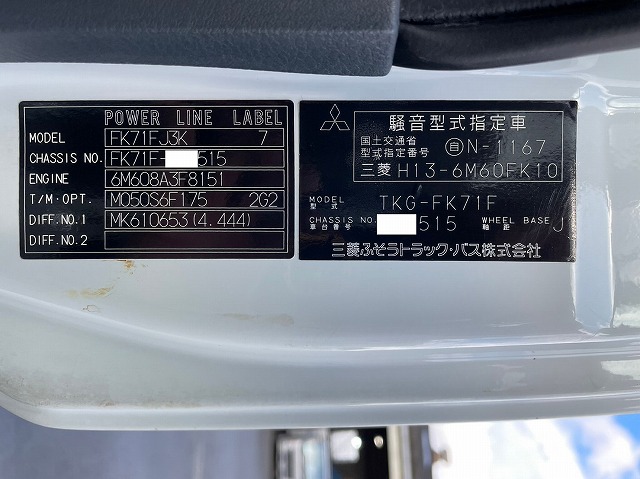 POWER LINE LABEL
MODEL FK71FJ3K 7
CHASSIS NO. FK71F- 515
ENGINE 6M608A3F8151
T/M・OPT. M050S6F175 2G2
DIFF.NO.1 MK610653(4.444)
DIFF.NO.2
騒音型式指定車
国土交通省
型式指定番号 自N-1167
三菱 H13-6M60FK10
MODEL
型式 TKG-FK71F
CHASSIS NO.
車台番号 515 WHEEL BASE
軸距 J
三菱ふそうトラック・バス株式会社